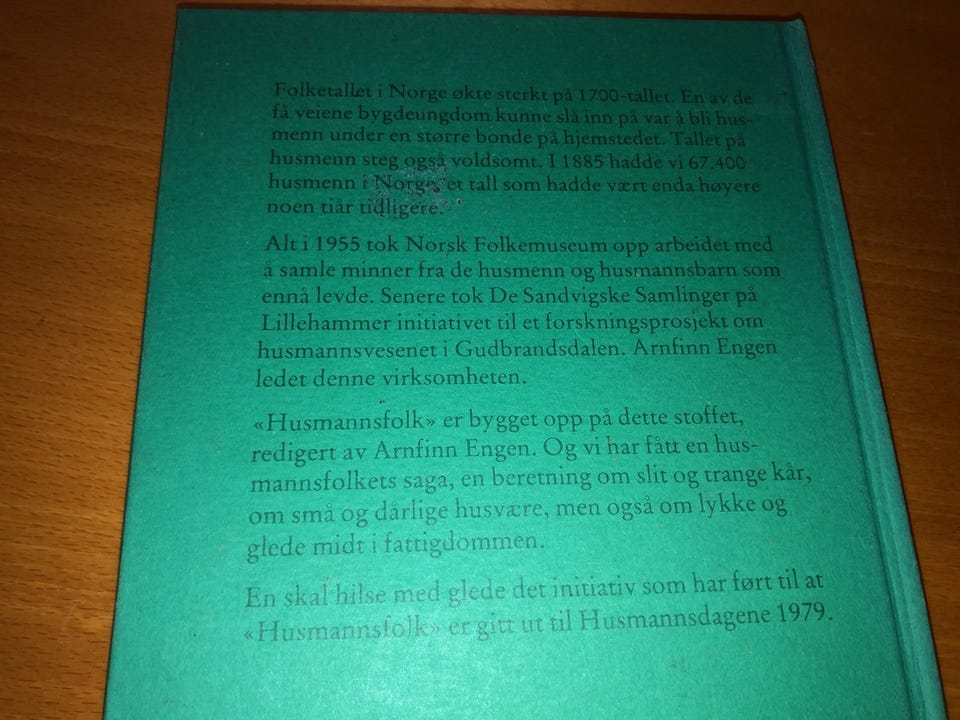 Folketallet i Norge økte sterkt på 1700-tallet. En av de
få veiene bygdeungdom kunne slå inn på var å bli hus-
menn under en større bonde på hjemstedet. Tallet på
husmenn steg også voldsomt. I 1885 hadde vi 67.400
husmenn i Norge, et tall som hadde vært enda høyere
noen tiår tidligere.
Alt i 1955 tok Norsk Folkemuseum opp arbeidet med
å samle minner fra de husmenn og husmannsbarn som
ennå levde. Senere tok De Sandvigske Samlinger på
Lillehammer initiativet til et forskningsprosjekt om
husmannsvesenet i Gudbrandsdalen. Arnfinn Engen
ledet denne virksomheten.
«Husmannsfolk» er bygget opp på dette stoffet,
redigert av Arnfinn Engen. Og vi har fått en hus-
mannsfolkets saga, en beretning om slit og trange kår,
om små og dårlige husvære, men også om lykke og
glede midt i fattigdommen.
En skal hilse med glede det initiativ som har ført til at
«Husmannsfolk» er gitt ut til Husmannsdagene 1979.